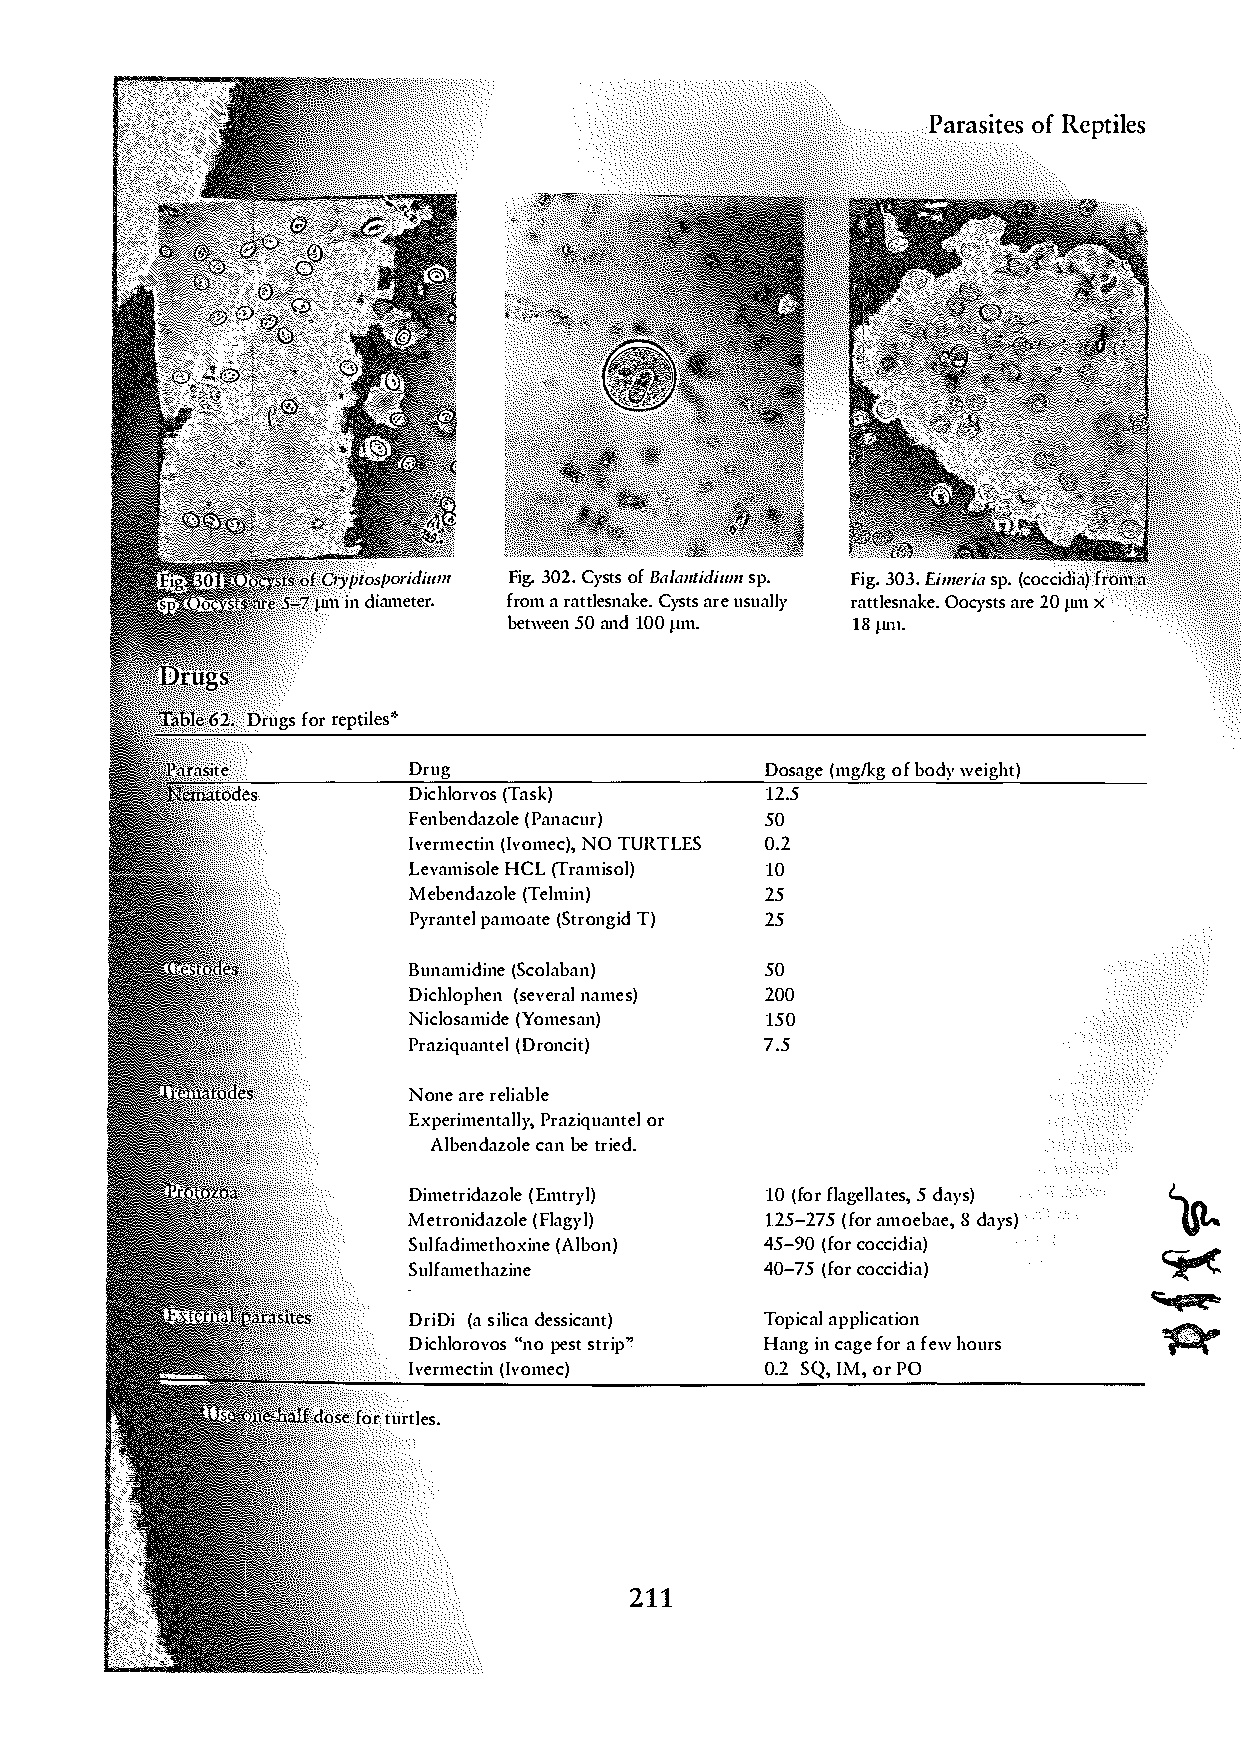 Parasites of Reptiles
Fig. 301. Oocysts of Cryptosporidium
sp. Oocysts are 5–7 μm in diameter.
Fig. 302. Cysts of Balantidium sp.
from a rattlesnake. Cysts are usually
between 50 and 100 μm.
Fig. 303. Eimeria sp. (coccidia) from a
rattlesnake. Oocysts are 20 μm ×
18 μm.
Drugs
Table 62. Drugs for reptiles*
Parasite Drug Dosage (mg/kg of body weight)
Nematodes Dichlorvos (Task) 12.5
Fenbendazole (Panacur) 50
Ivermectin (Ivomec), NO TURTLES 0.2
Levamisole HCL (Tramisol) 10
Mebendazole (Telmin) 25
Pyrantel pamoate (Strongid T) 25
Cestodes Bunamidine (Scolaban) 50
Dichlophen (several names) 200
Niclosamide (Yomesan) 150
Praziquantel (Droncit) 7.5
Trematodes None are reliable
Experimentally, Praziquantel or
Albendazole can be tried.
Protozoa Dimetridazole (Emtryl) 10 (for flagellates, 5 days)
Metronidazole (Flagyl) 125–275 (for amoebae, 8 days)
Sulfadimethoxine (Albon) 45–90 (for coccidia)
Sulfamethazine 40–75 (for coccidia)
External parasites DriDi (a silica dessicant) Topical application
Dichlorovos "no pest strip" Hang in cage for a few hours
Ivermectin (Ivomec) 0.2 SQ, IM, or PO
*Use one-half dose for turtles.
211